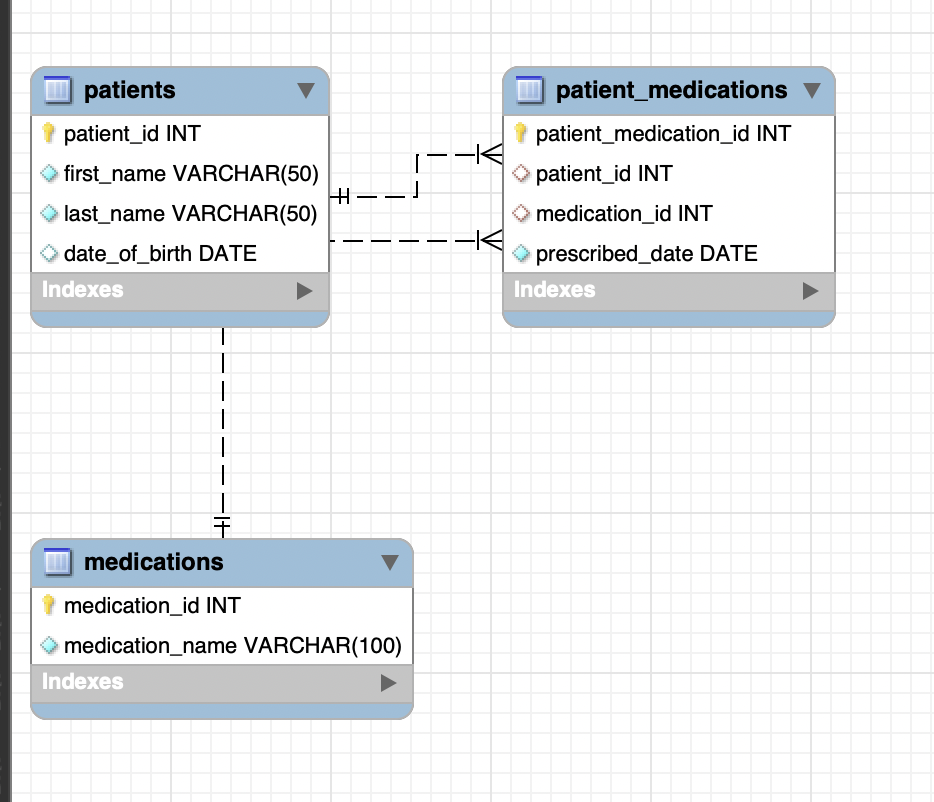 patients
patient_id INT
first_name VARCHAR(50)
last_name VARCHAR(50)
date_of_birth DATE
Indexes
patient_medications
patient_medication_id INT
patient_id INT
medication_id INT
prescribed_date DATE
Indexes
medications
medication_id INT
medication_name VARCHAR(100)
Indexes